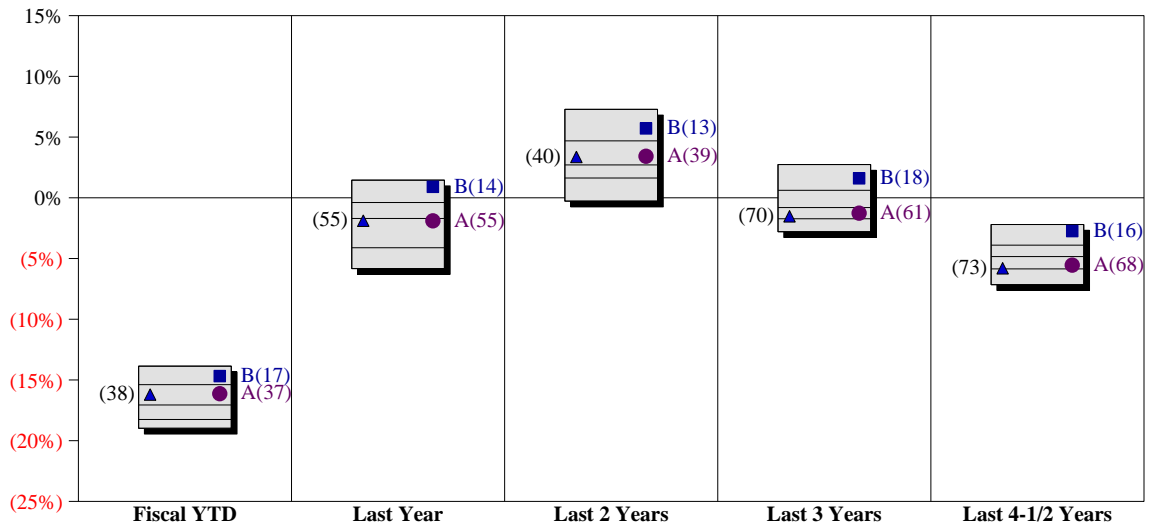 15%
10%
5%
0%
(5%)
(10%)
(15%)
(20%)
(25%)
(38)
B(17)
A(37)
(55)
B(14)
A(55)
(40)
B(13)
A(39)
(70)
B(18)
A(61)
(73)
B(16)
A(68)
Fiscal YTD Last Year Last 2 Years Last 3 Years Last 4-1/2 Years